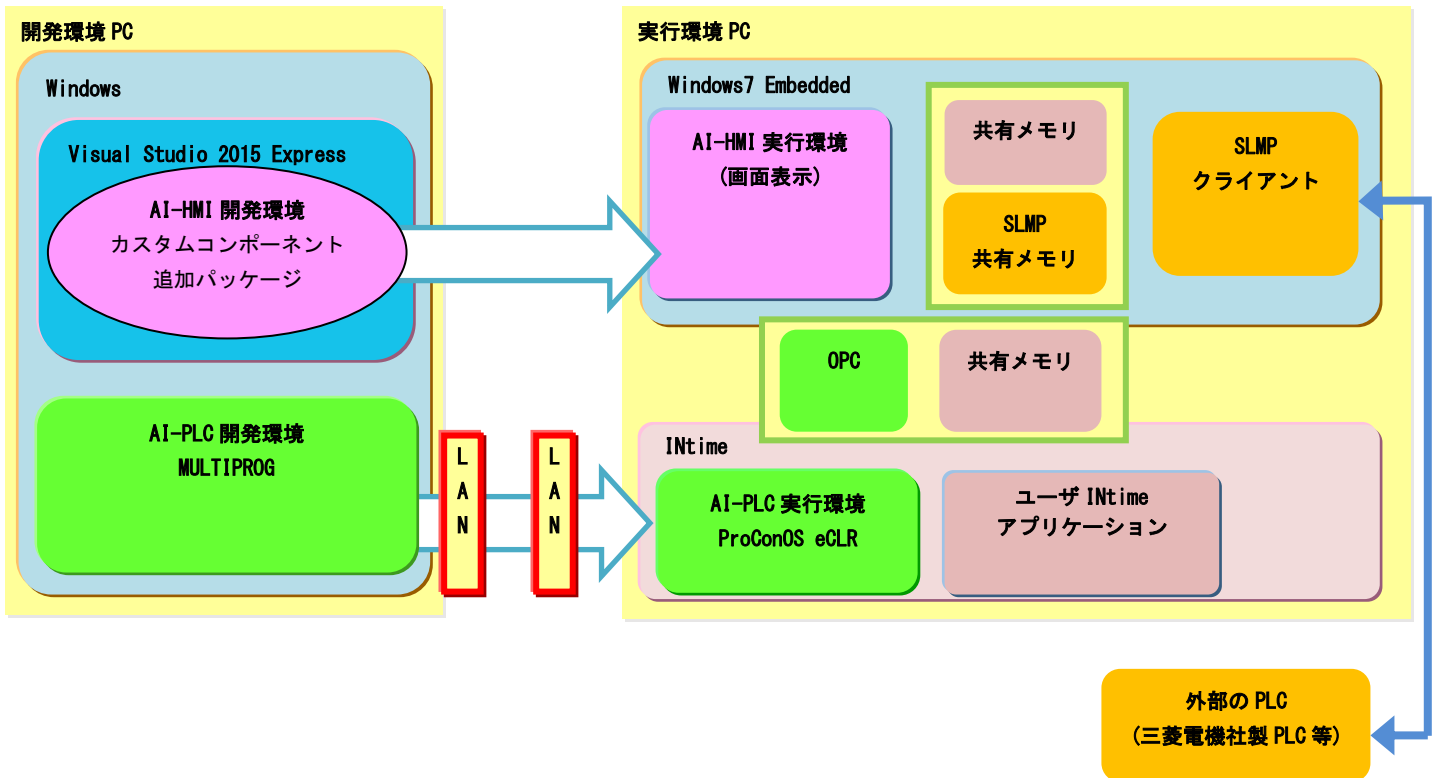 開発環境 PC
Windows
Visual Studio 2015 Express
AI-HMI 開発環境
カスタムコンポーネント
追加パッケージ
AI-PLC 開発環境
MULTIPROG
L
A
N
L
A
N
実行環境 PC
Windows7 Embedded
AI-HMI 実行環境
(画面表示)
共有メモリ
SLMP
共有メモリ
SLMP
クライアント
OPC
共有メモリ
INtime
AI-PLC 実行環境
ProConOS eCLR
ユーザ INtime
アプリケーション
外部の PLC
(三菱電機社製 PLC 等)